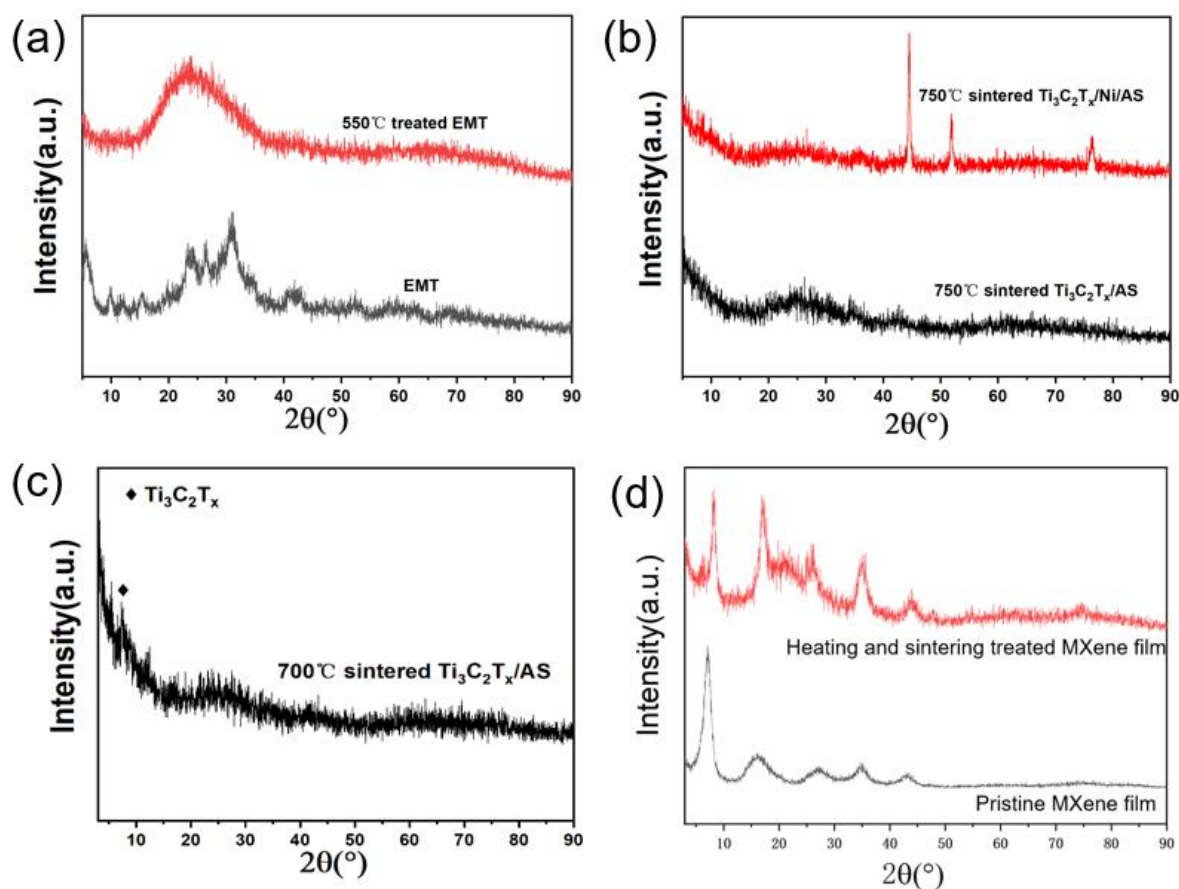 (a)
Intensity(a.u.)
550℃ treated EMT
EMT
10 20 30 40 50 60 70 80 90
2θ(°)
(b)
Intensity(a.u.)
750℃ sintered Ti₃C₂Tₓ/Ni/AS
750℃ sintered Ti₃C₂Tₓ/AS
10 20 30 40 50 60 70 80 90
2θ(°)
(c)
Intensity(a.u.)
♦ Ti₃C₂Tₓ
♦
700℃ sintered Ti₃C₂Tₓ/AS
10 20 30 40 50 60 70 80 90
2θ(°)
(d)
Intensity(a.u.)
Heating and sintering treated MXene film
Pristine MXene film
10 20 30 40 50 60 70 80 90
2θ(°)